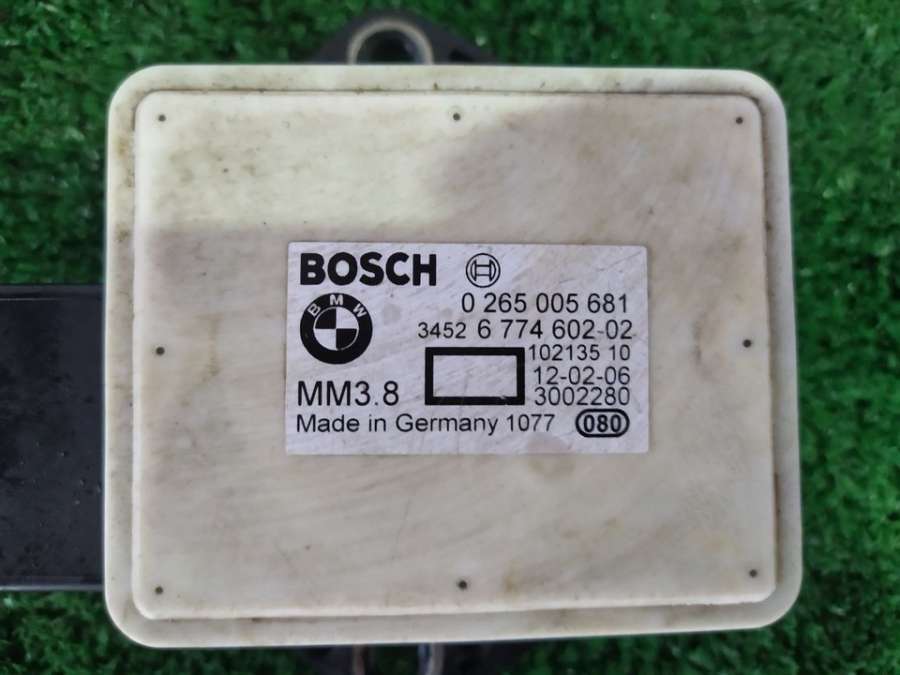 BOSCH
0 265 005 681
BMW
3452 6 774 602-02
102135 10
12-02-06
MM3.8
3002280
Made in Germany 1077 080